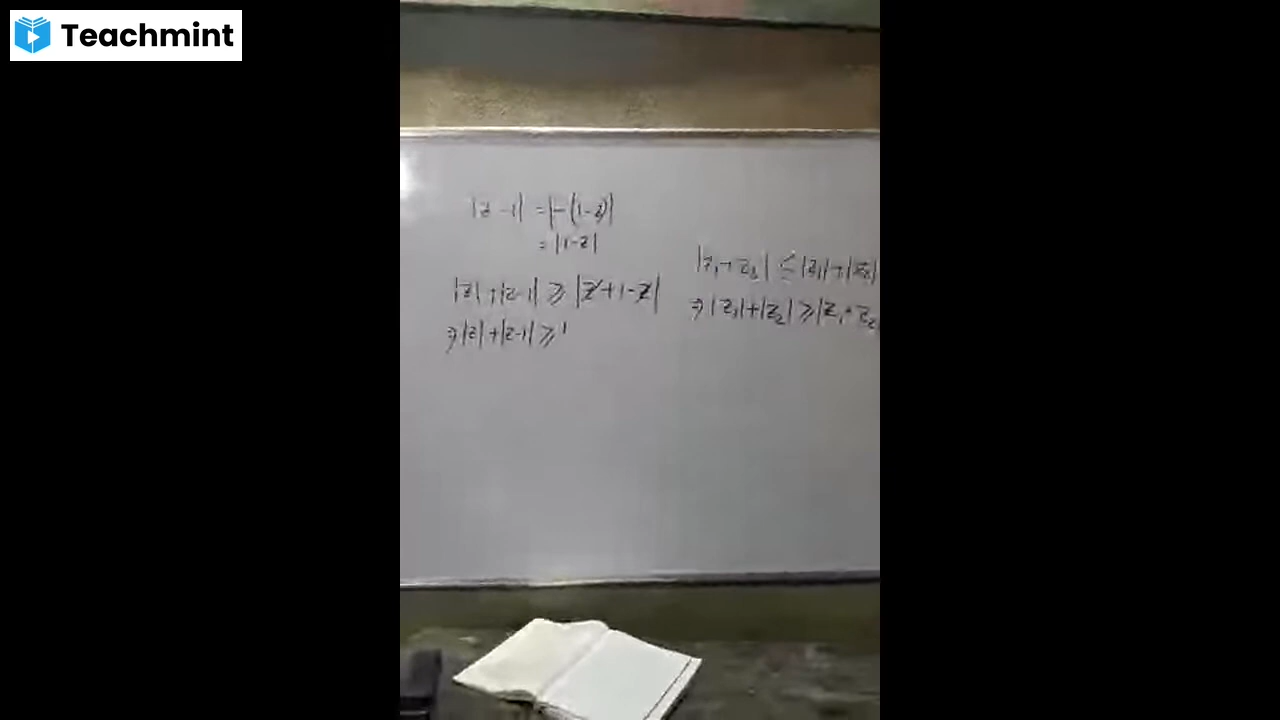 Teachmint
|z-1| = |-(1-z)|
= |1-z|
|z|+|z-1| ⩾ |z+1-z|
⇒ |z|+|z-1| ⩾ 1
|z₁+z₂| ≤ |z₁|+|z₂|
⇒ |z₁|+|z₂| ⩾ |z₁+z₂